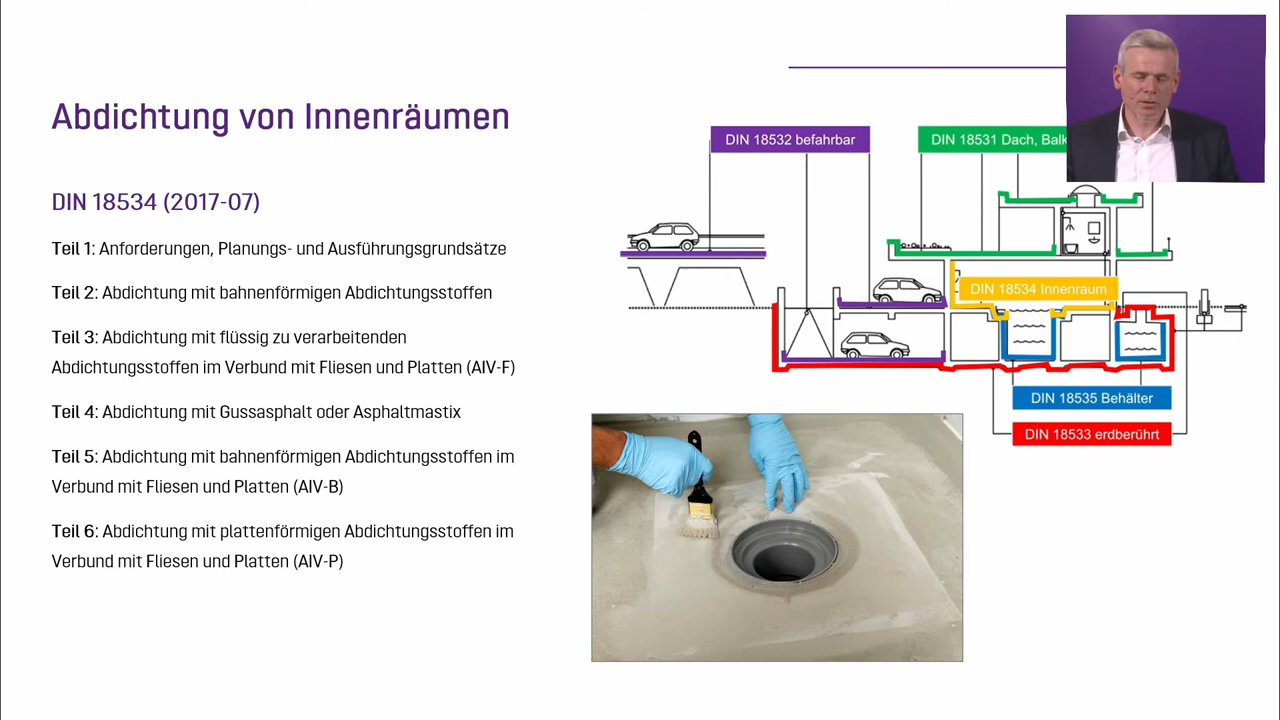 Abdichtung von Innenräumen
DIN 18534 (2017-07)
Teil 1: Anforderungen, Planungs- und Ausführungsgrundsätze
Teil 2: Abdichtung mit bahnenförmigen Abdichtungsstoffen
Teil 3: Abdichtung mit flüssig zu verarbeitenden
Abdichtungsstoffen im Verbund mit Fliesen und Platten (AIV-F)
Teil 4: Abdichtung mit Gussasphalt oder Asphaltmastix
Teil 5: Abdichtung mit bahnenförmigen Abdichtungsstoffen im
Verbund mit Fliesen und Platten (AIV-B)
Teil 6: Abdichtung mit plattenförmigen Abdichtungsstoffen im
Verbund mit Fliesen und Platten (AIV-P)
DIN 18532 befahrbar
DIN 18531 Dach, Balk
DIN 18534 Innenraum
DIN 18535 Behälter
DIN 18533 erdberührt